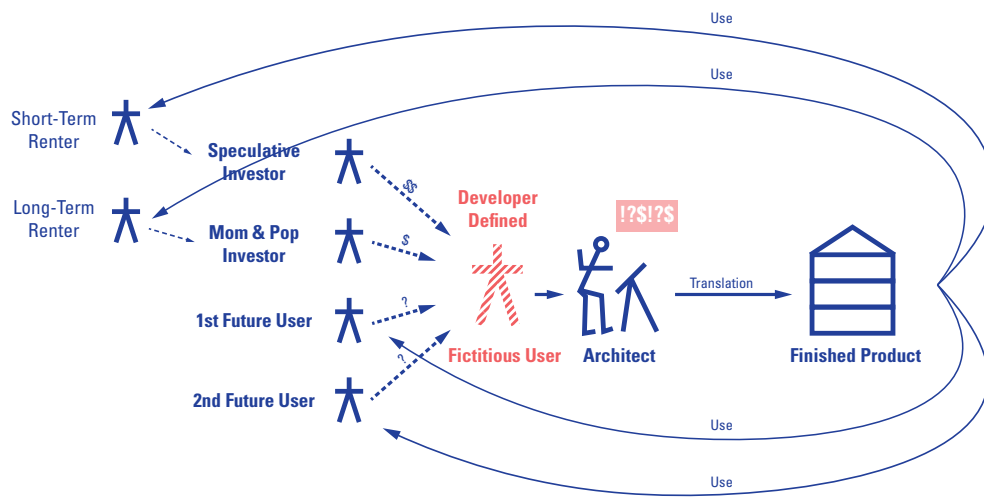 Use
Use
Short-Term
Renter
Speculative
Investor
$$
Long-Term
Renter
Mom & Pop
Investor
$
Developer
Defined
!?$!?$
Translation
1st Future User
?
Fictitious User
Architect
Finished Product
2nd Future User
?
Use
Use